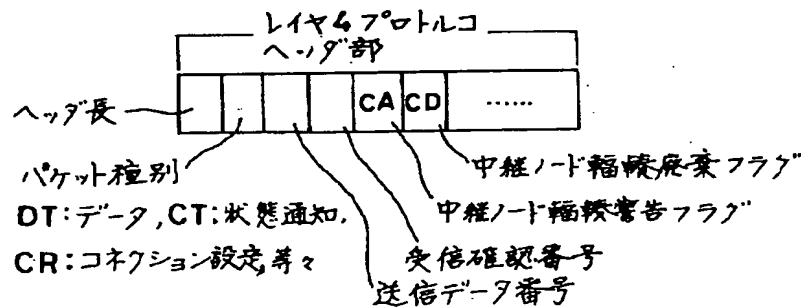 レイヤ4プロトルコ
ヘッダ部
CA CD ......
ヘッダ長
パケット種別
DT:データ,CT:状態通知.
CR:コネクション設定,等々
中継ノード輻輳廃棄フラグ
中継ノード輻輳警告フラグ
受信確認番号
送信データ番号